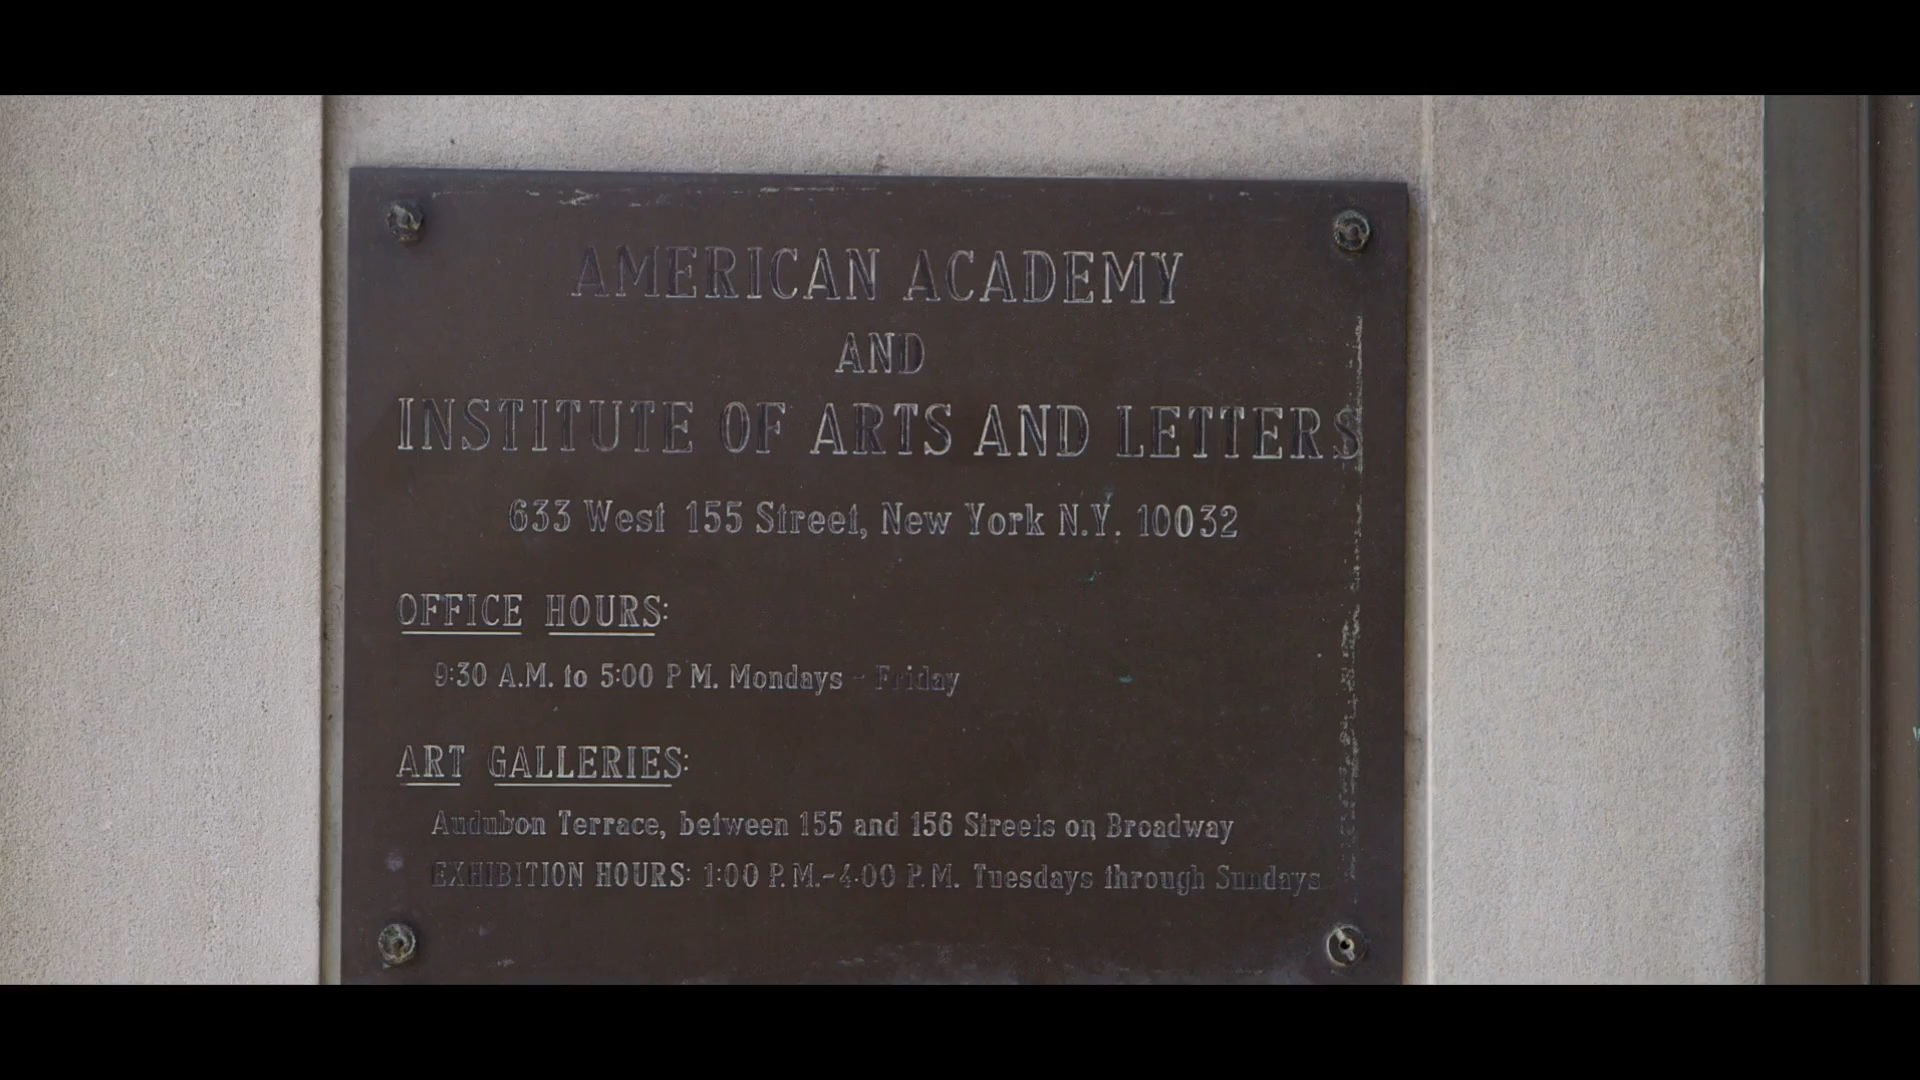 AMERICAN ACADEMY
AND
INSTITUTE OF ARTS AND LETTERS
633 West 155 Street, New York N.Y. 10032
OFFICE HOURS:
9:30 A.M. to 5:00 P M. Mondays - Friday
ART GALLERIES:
Audubon Terrace, between 155 and 156 Streets on Broadway
EXHIBITION HOURS: 1:00 P.M.-4:00 P.M. Tuesdays through Sundays